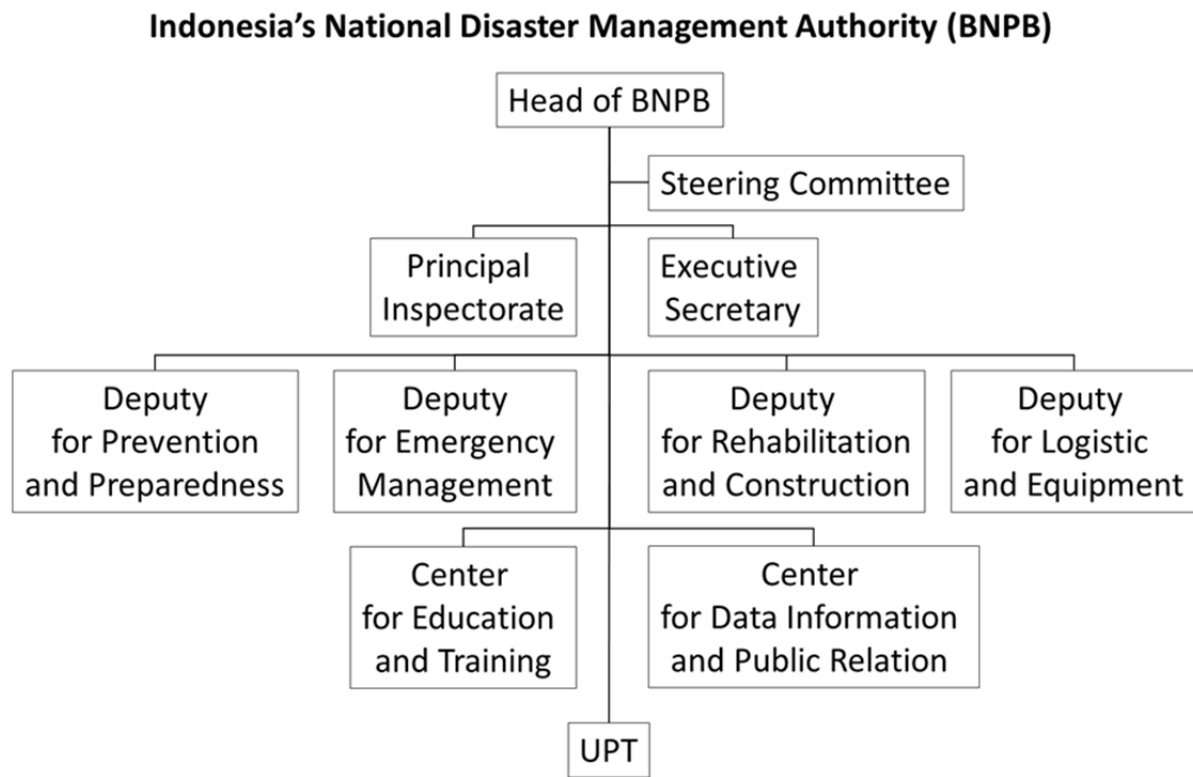 Indonesia’s National Disaster Management Authority (BNPB)
Head of BNPB
Steering Committee
Principal
Inspectorate
Executive
Secretary
Deputy
for Prevention
and Preparedness
Deputy
for Emergency
Management
Deputy
for Rehabilitation
and Construction
Deputy
for Logistic
and Equipment
Center
for Education
and Training
Center
for Data Information
and Public Relation
UPT